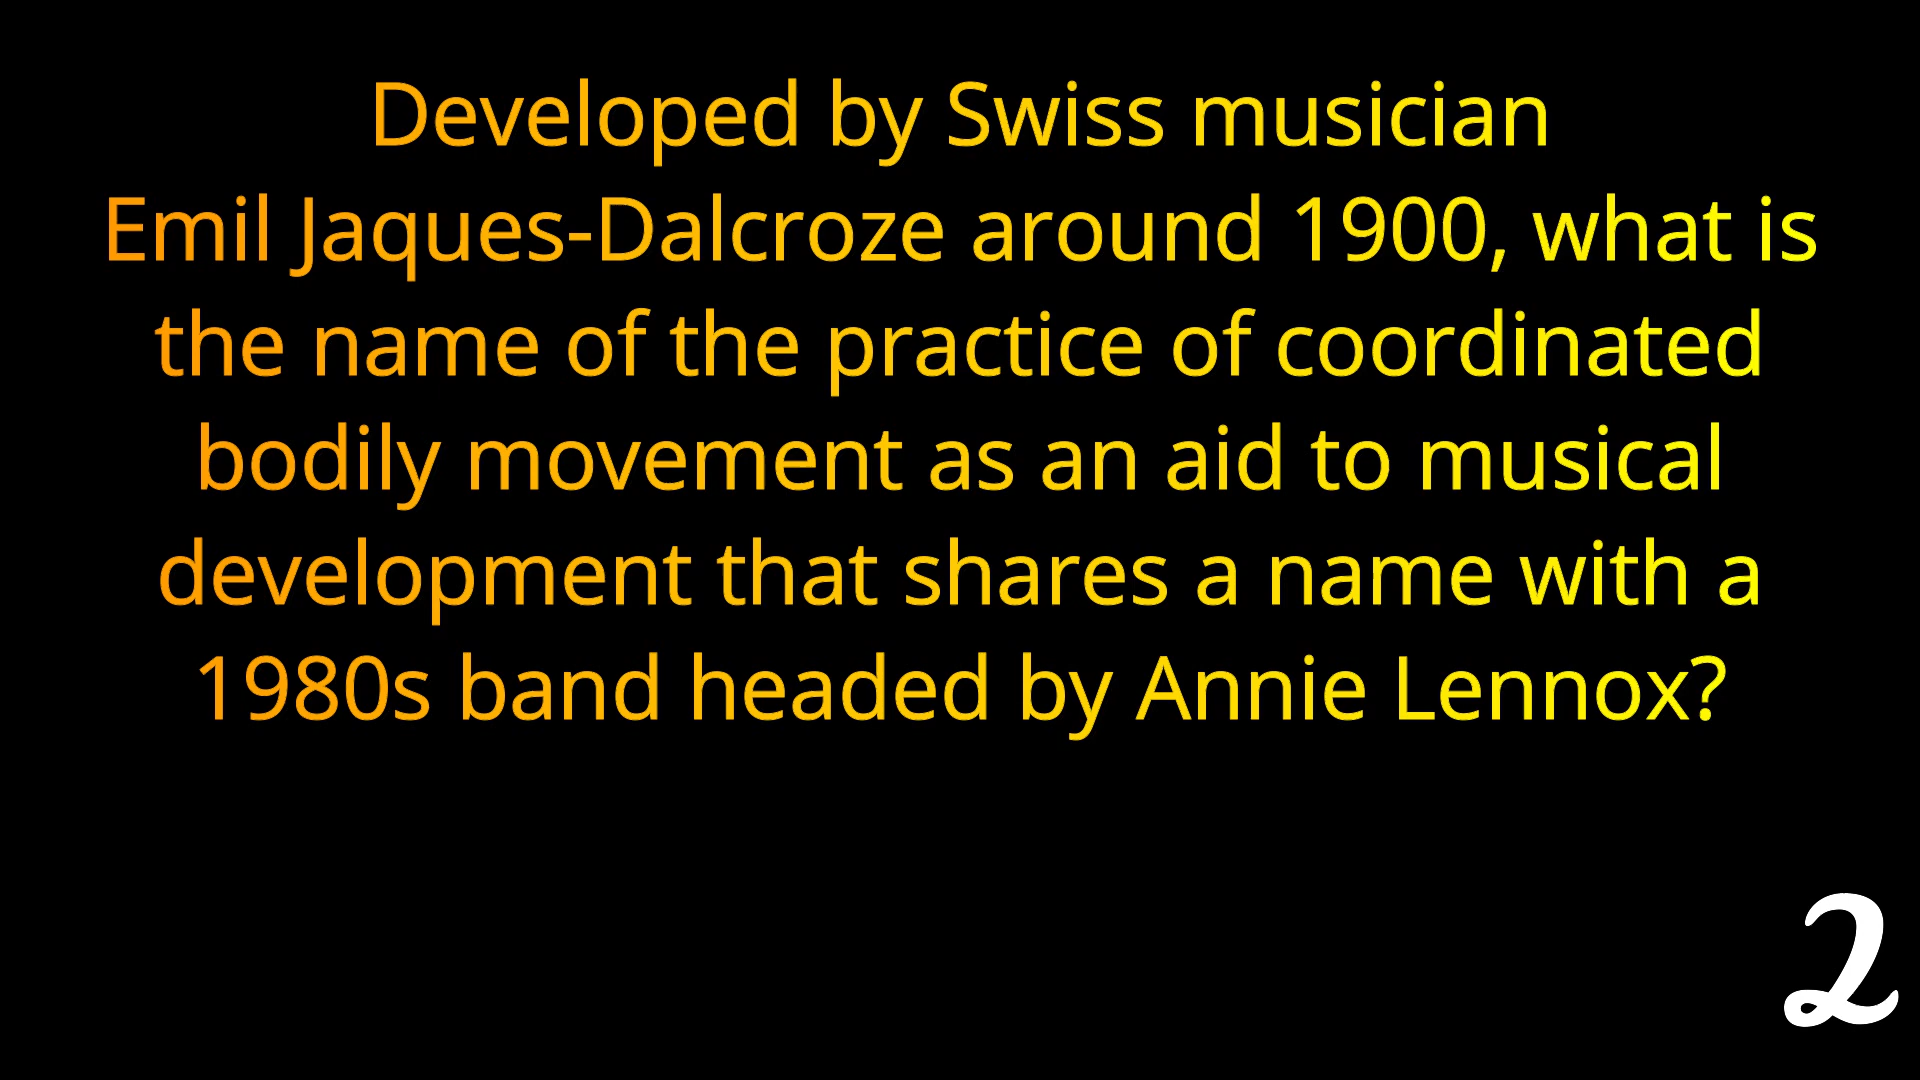 Developed by Swiss musician
Emil Jaques-Dalcroze around 1900, what is
the name of the practice of coordinated
bodily movement as an aid to musical
development that shares a name with a
1980s band headed by Annie Lennox?
2